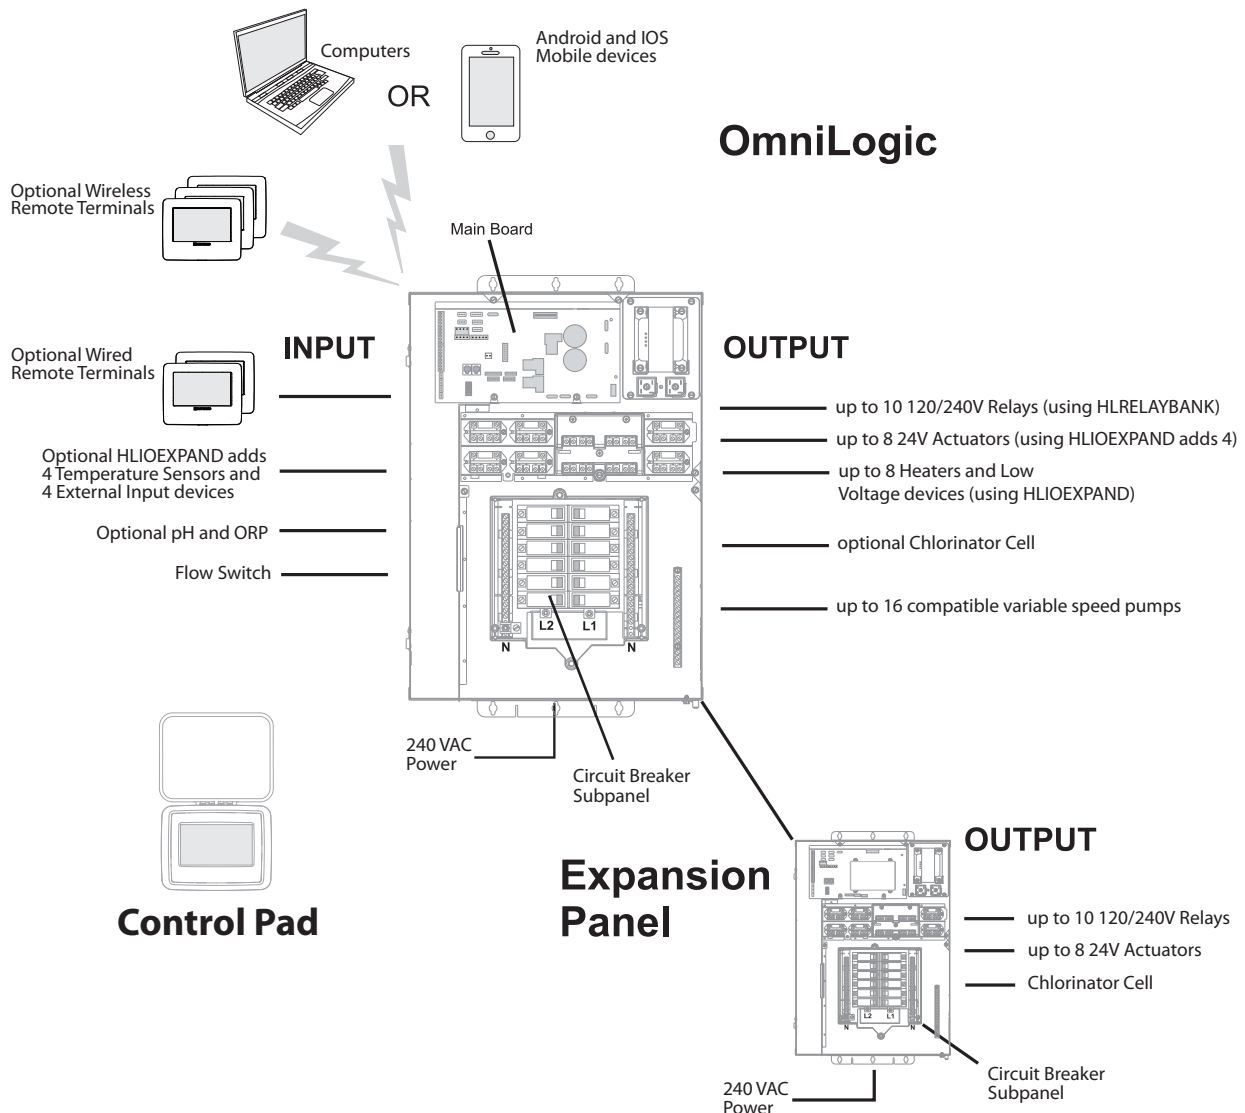 Computers
OR
Android and IOS
Mobile devices
OmniLogic
Optional Wireless
Remote Terminals
Main Board
INPUT
OUTPUT
Optional Wired
Remote Terminals
up to 10 120/240V Relays (using HLRELAYBANK)
up to 8 24V Actuators (using HLIOEXPAND adds 4)
Optional HLIOEXPAND adds
4 Temperature Sensors and
4 External Input devices
up to 8 Heaters and Low
Voltage devices (using HLIOEXPAND)
Optional pH and ORP
optional Chlorinator Cell
Flow Switch
up to 16 compatible variable speed pumps
L2 L1
N N
240 VAC
Power
Circuit Breaker
Subpanel
Control Pad
Expansion
Panel
OUTPUT
up to 10 120/240V Relays
up to 8 24V Actuators
Chlorinator Cell
L2 L1
N N
Circuit Breaker
Subpanel
240 VAC
Power